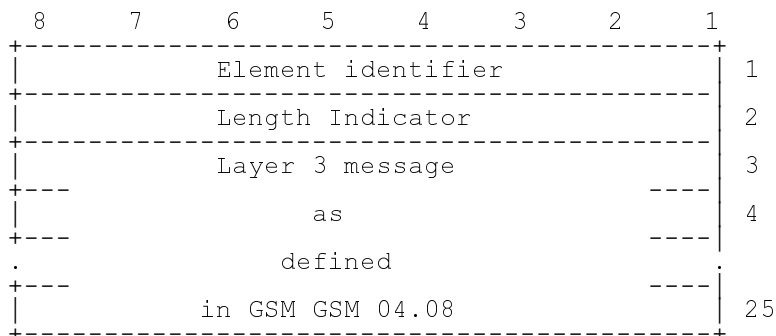 8 7 6 5 4 3 2 1
Element identifier 1
Length Indicator 2
Layer 3 message 3
as 4
defined
in GSM GSM 04.08 25